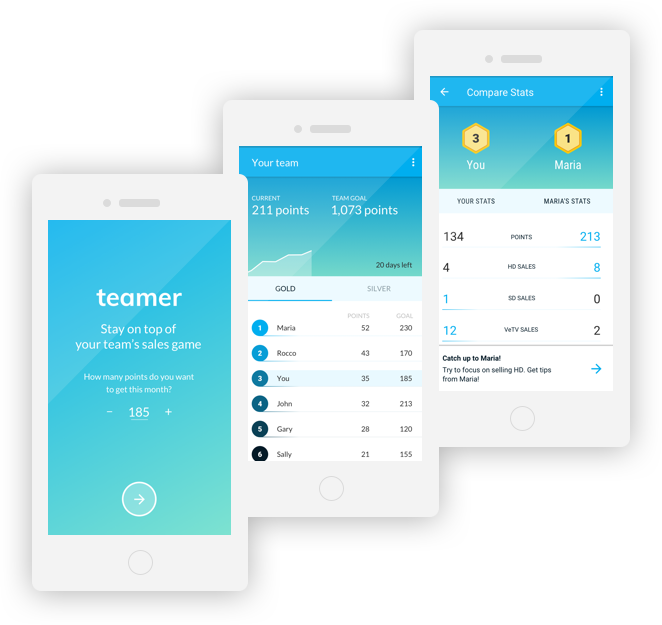 teamer
Stay on top of
your team's sales game
How many points do you want
to get this month?
− 185 +
Your team
CURRENT TEAM GOAL
211 points 1,073 points
20 days left
GOLD SILVER
POINTS GOAL
1 Maria 52 230
2 Rocco 43 170
3 You 35 185
4 John 32 213
5 Gary 28 120
6 Sally 21 155
Compare Stats
3 1
You Maria
YOUR STATS MARIA'S STATS
134 POINTS 213
4 HD SALES 8
1 SD SALES 0
12 VeTV SALES 2
Catch up to Maria!
Try to focus on selling HD. Get tips
from Maria!